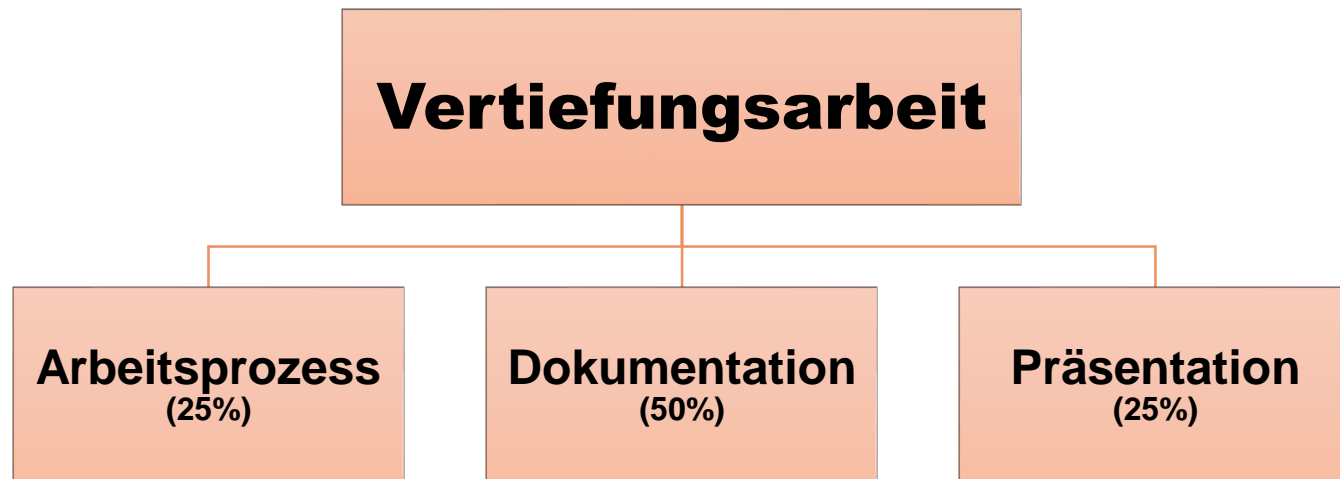 Vertiefungsarbeit
Arbeitsprozess
(25%)
Dokumentation
(50%)
Präsentation
(25%)